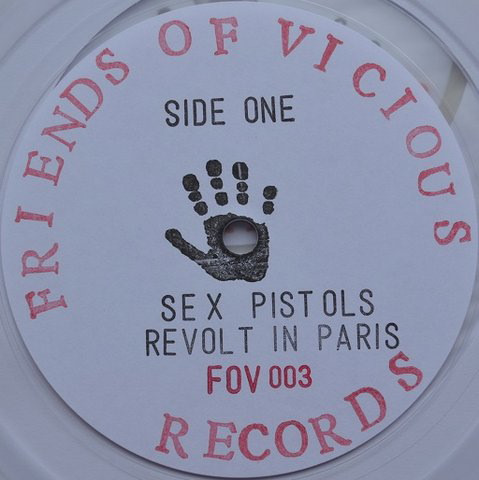 FRIENDS OF VICIOUS
SIDE ONE
SEX PISTOLS
REVOLT IN PARIS
FOV 003
RECORDS